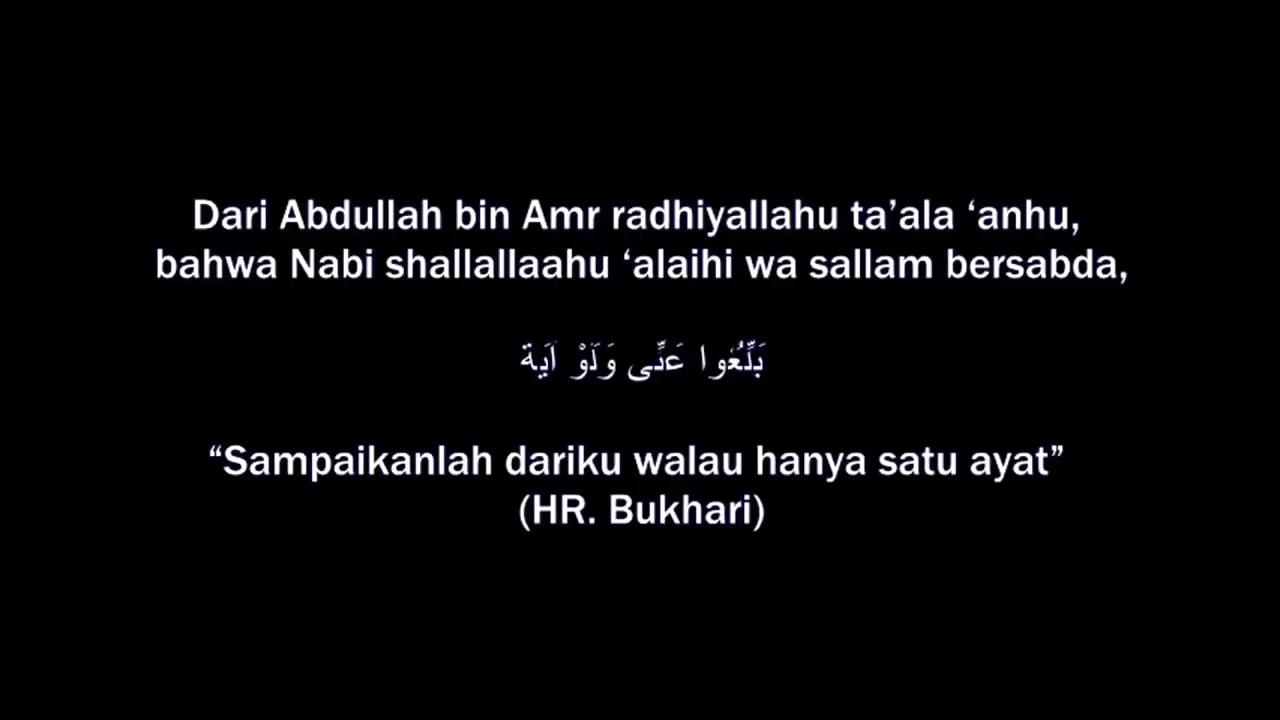 Dari Abdullah bin Amr radhiyallahu ta’ala ‘anhu,
bahwa Nabi shallallaahu ‘alaihi wa sallam bersabda,
بَلِّغُوا عَنِّى وَلَوْ آيَة
“Sampaikanlah dariku walau hanya satu ayat”
(HR. Bukhari)